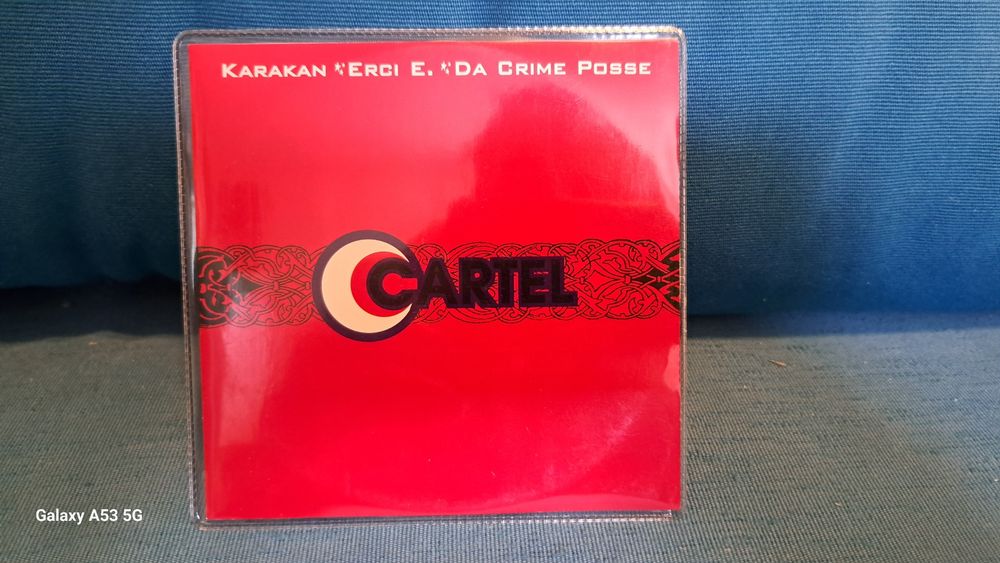 KARAKAN *ERCI E. *DA CRIME POSSE
CARTEL
Galaxy A53 5G